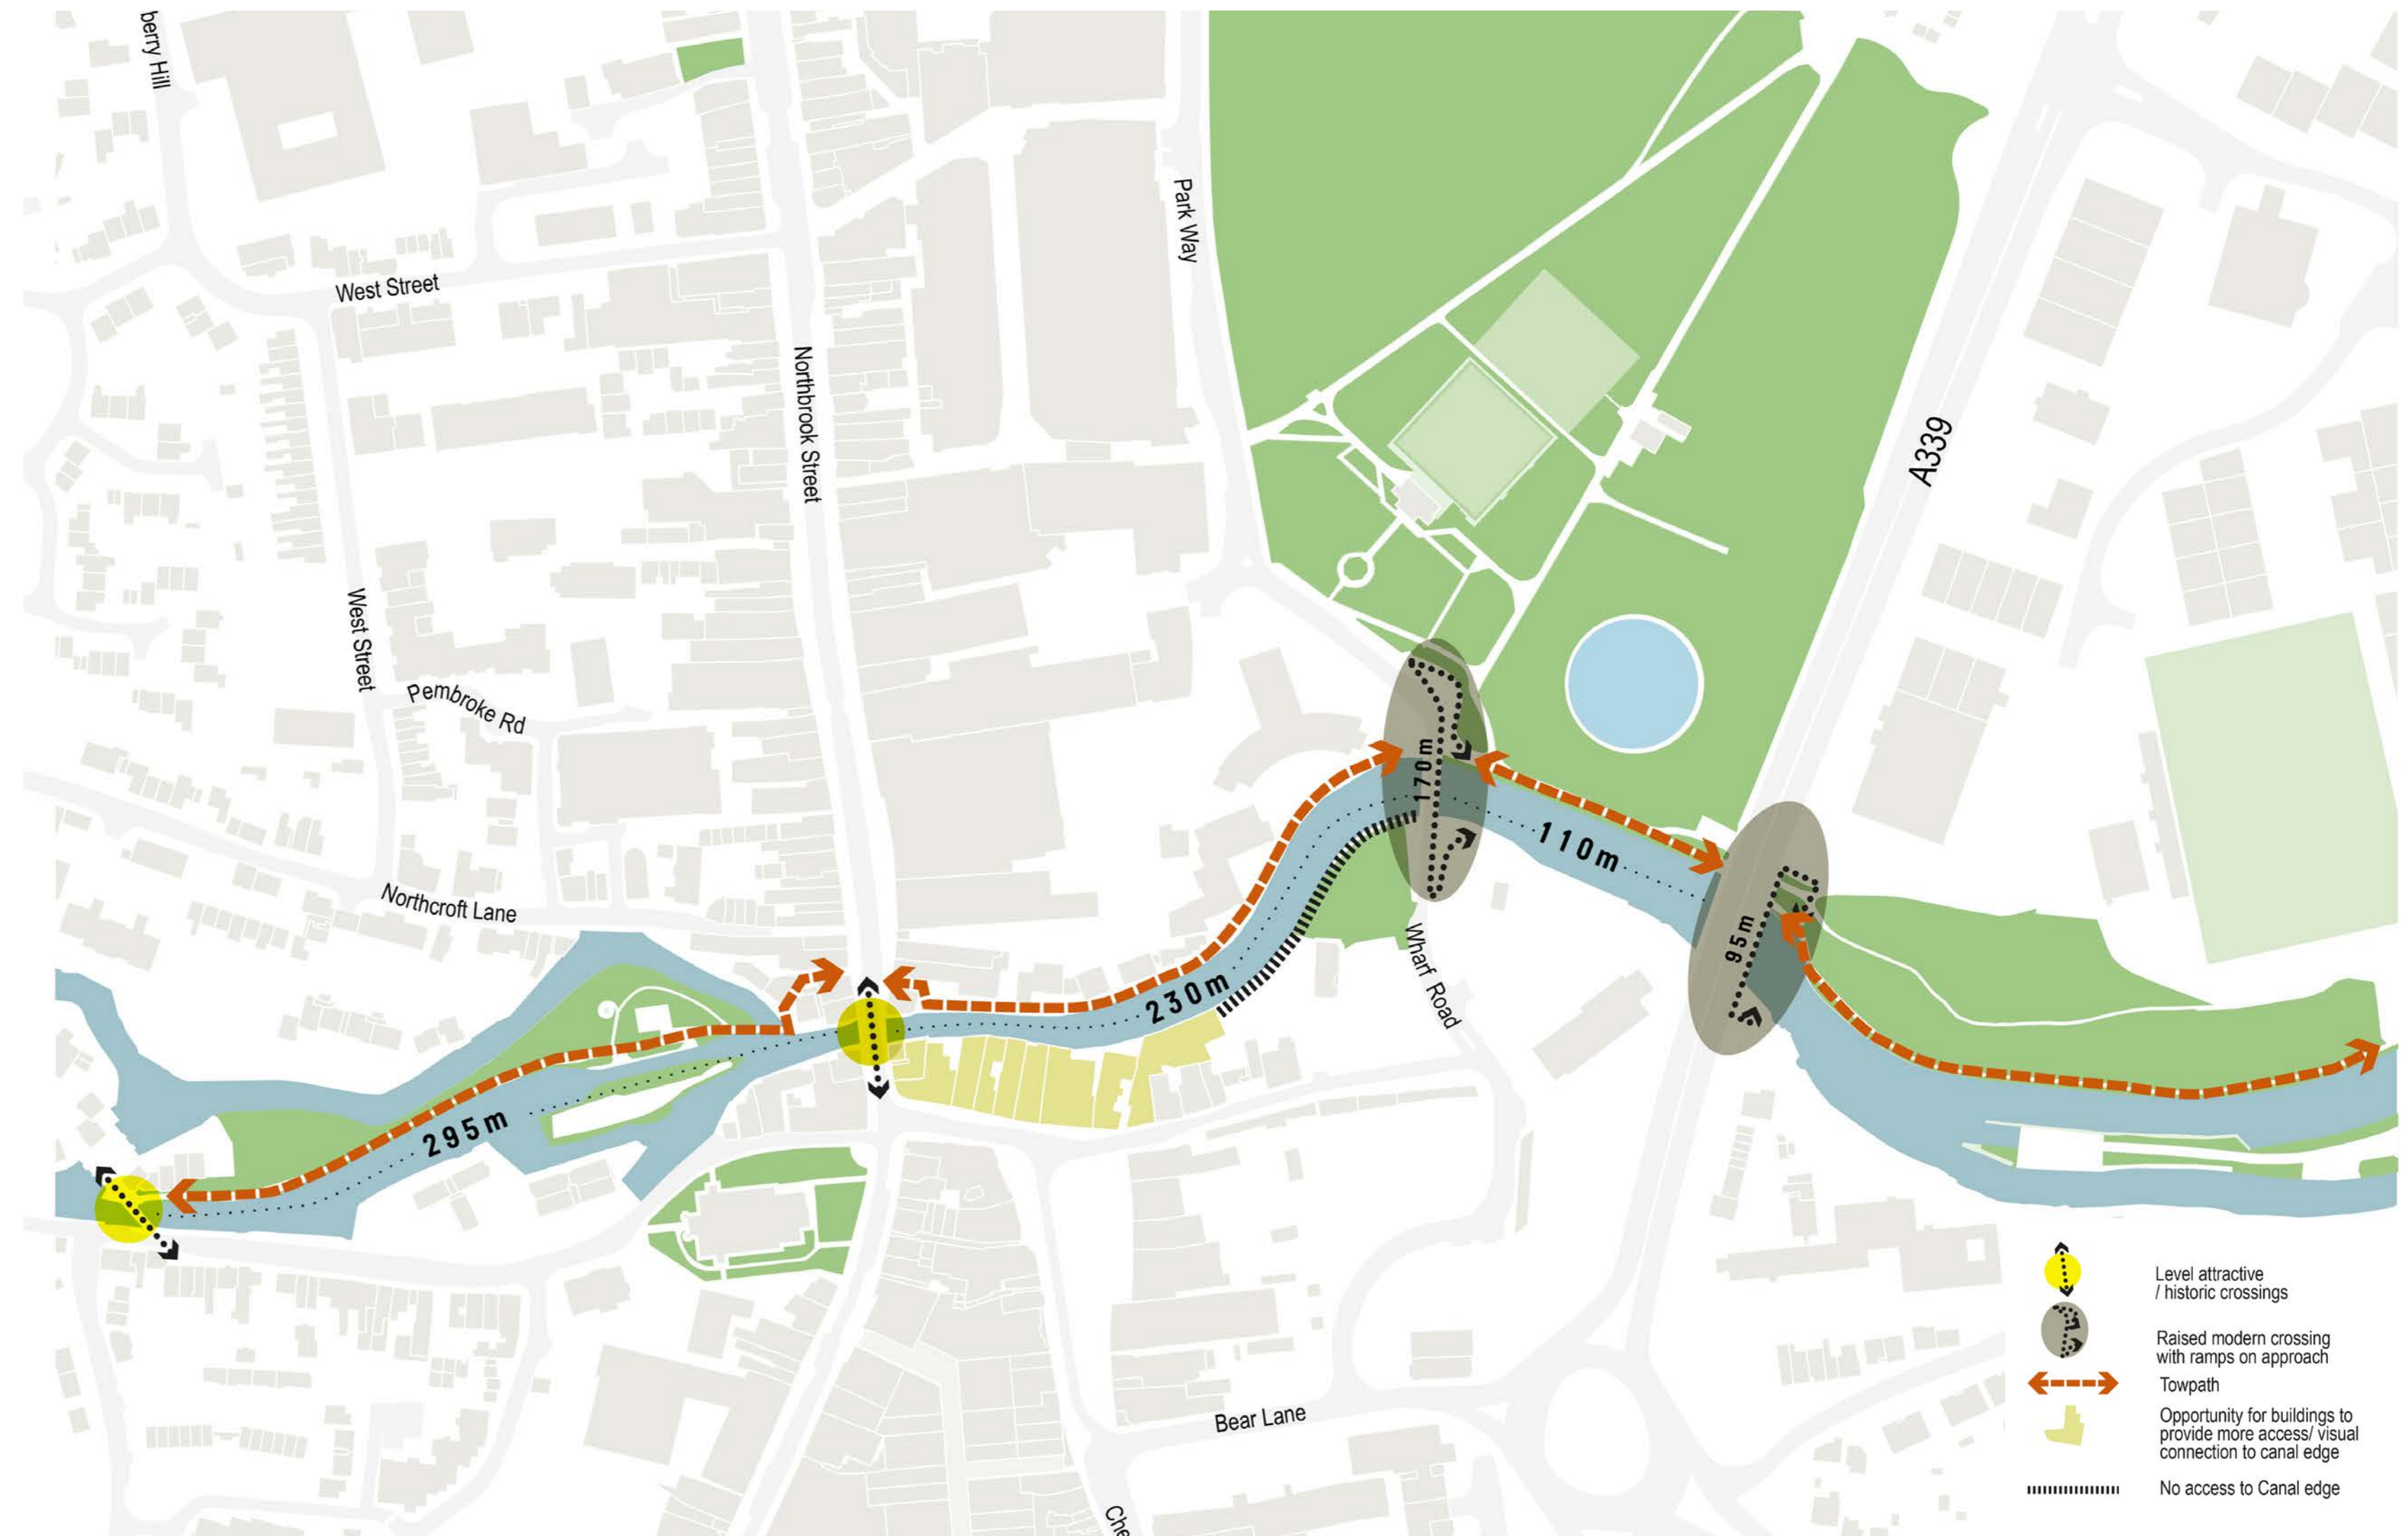 berry Hill
Park Way
West Street
Northbrook Street
A339
West Street
Pembroke Rd
170m
110m
Northcroft Lane
95m
Wharf Road
230m
295m
Bear Lane
Che
Level attractive
/ historic crossings
Raised modern crossing
with ramps on approach
Towpath
Opportunity for buildings to
provide more access/ visual
connection to canal edge
No access to Canal edge